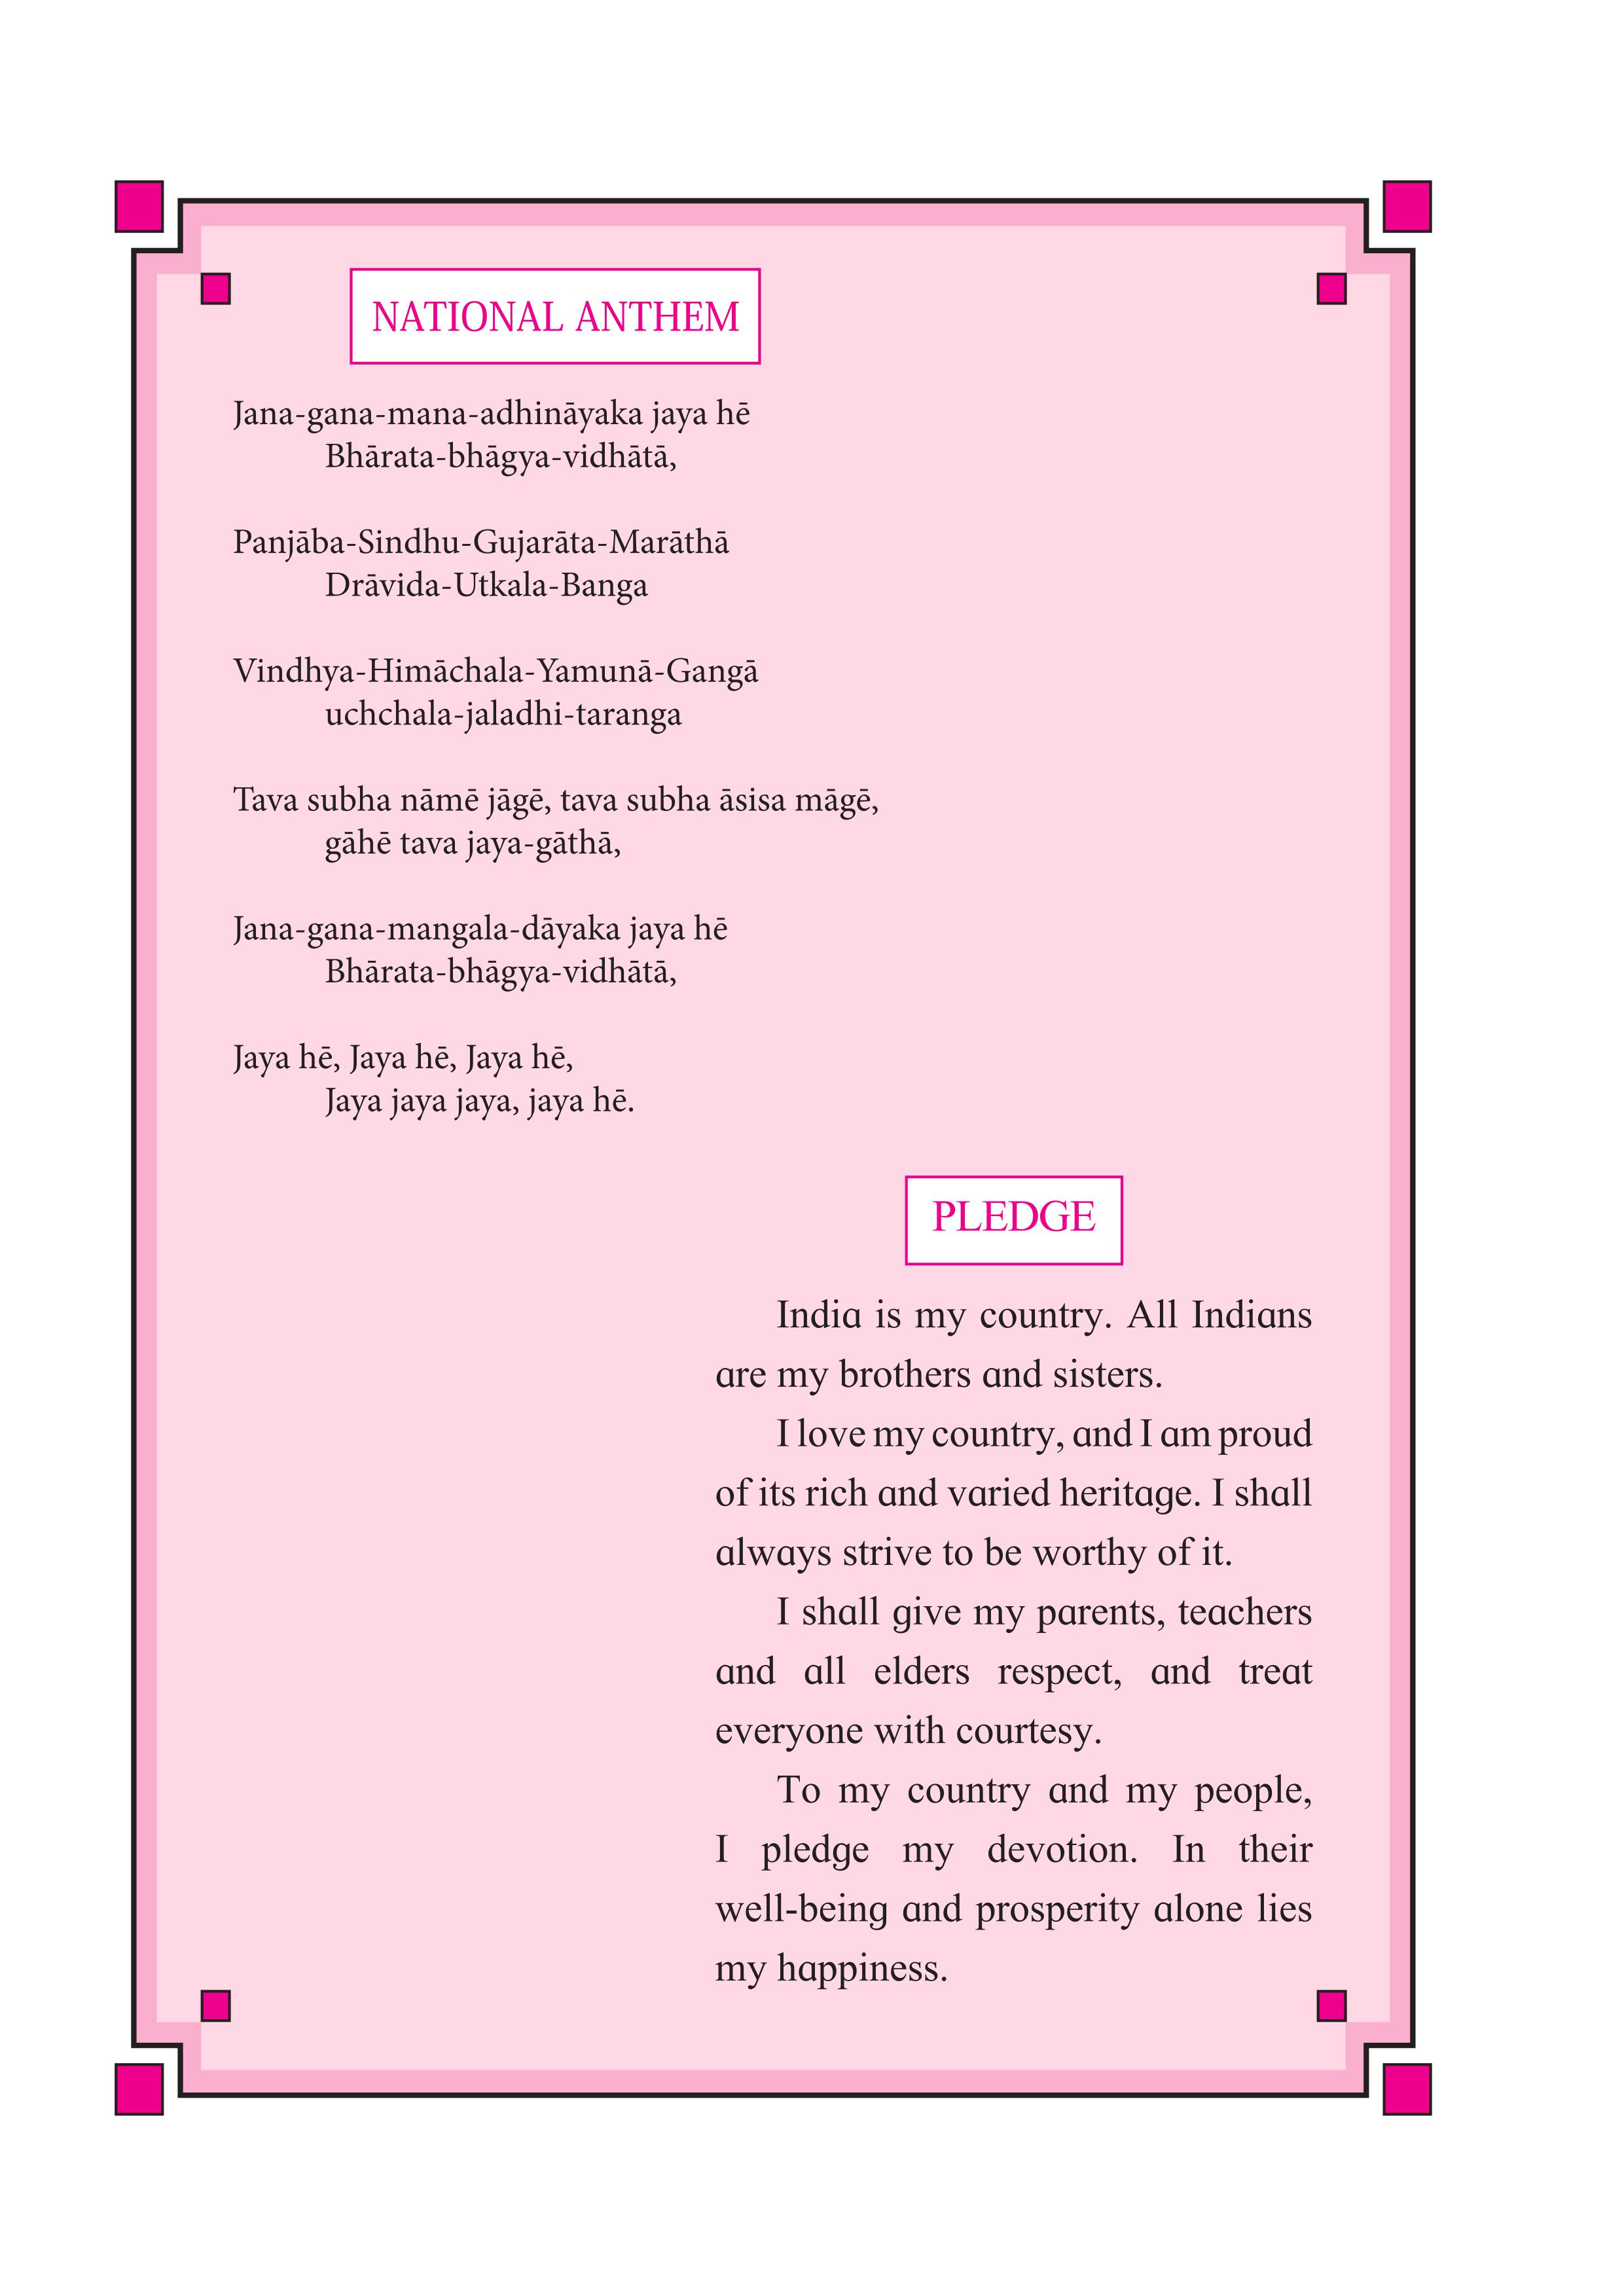 NATIONAL ANTHEM
Jana-gana-mana-adhināyaka jaya hē
Bhārata-bhāgya-vidhātā,
Panjāba-Sindhu-Gujarāta-Marāthā
Drāvida-Utkala-Banga
Vindhya-Himāchala-Yamunā-Gangā
uchchala-jaladhi-taranga
Tava subha nāmē jāgē, tava subha āsisa māgē,
gāhē tava jaya-gāthā,
Jana-gana-mangala-dāyaka jaya hē
Bhārata-bhāgya-vidhātā,
Jaya hē, Jaya hē, Jaya hē,
Jaya jaya jaya, jaya hē.
PLEDGE
India is my country. All Indians
are my brothers and sisters.
I love my country, and I am proud
of its rich and varied heritage. I shall
always strive to be worthy of it.
I shall give my parents, teachers
and all elders respect, and treat
everyone with courtesy.
To my country and my people,
I pledge my devotion. In their
well-being and prosperity alone lies
my happiness.